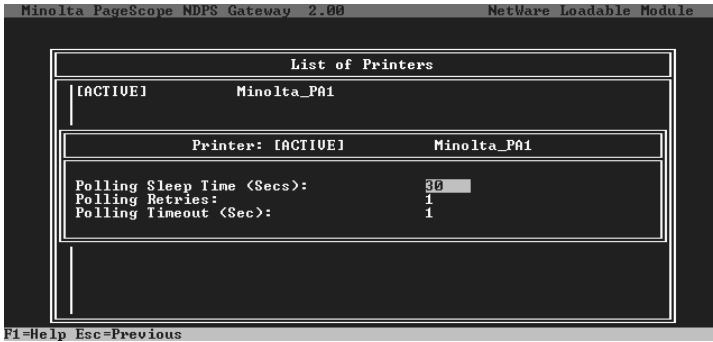 Minolta PageScope NDPS Gateway 2.00 NetWare Loadable Module
List of Printers
[ACTIVE] Minolta_PA1
Printer: [ACTIVE] Minolta_PA1
Polling Sleep Time (Secs): 30
Polling Retries: 1
Polling Timeout (Sec): 1
F1=Help Esc=Previous